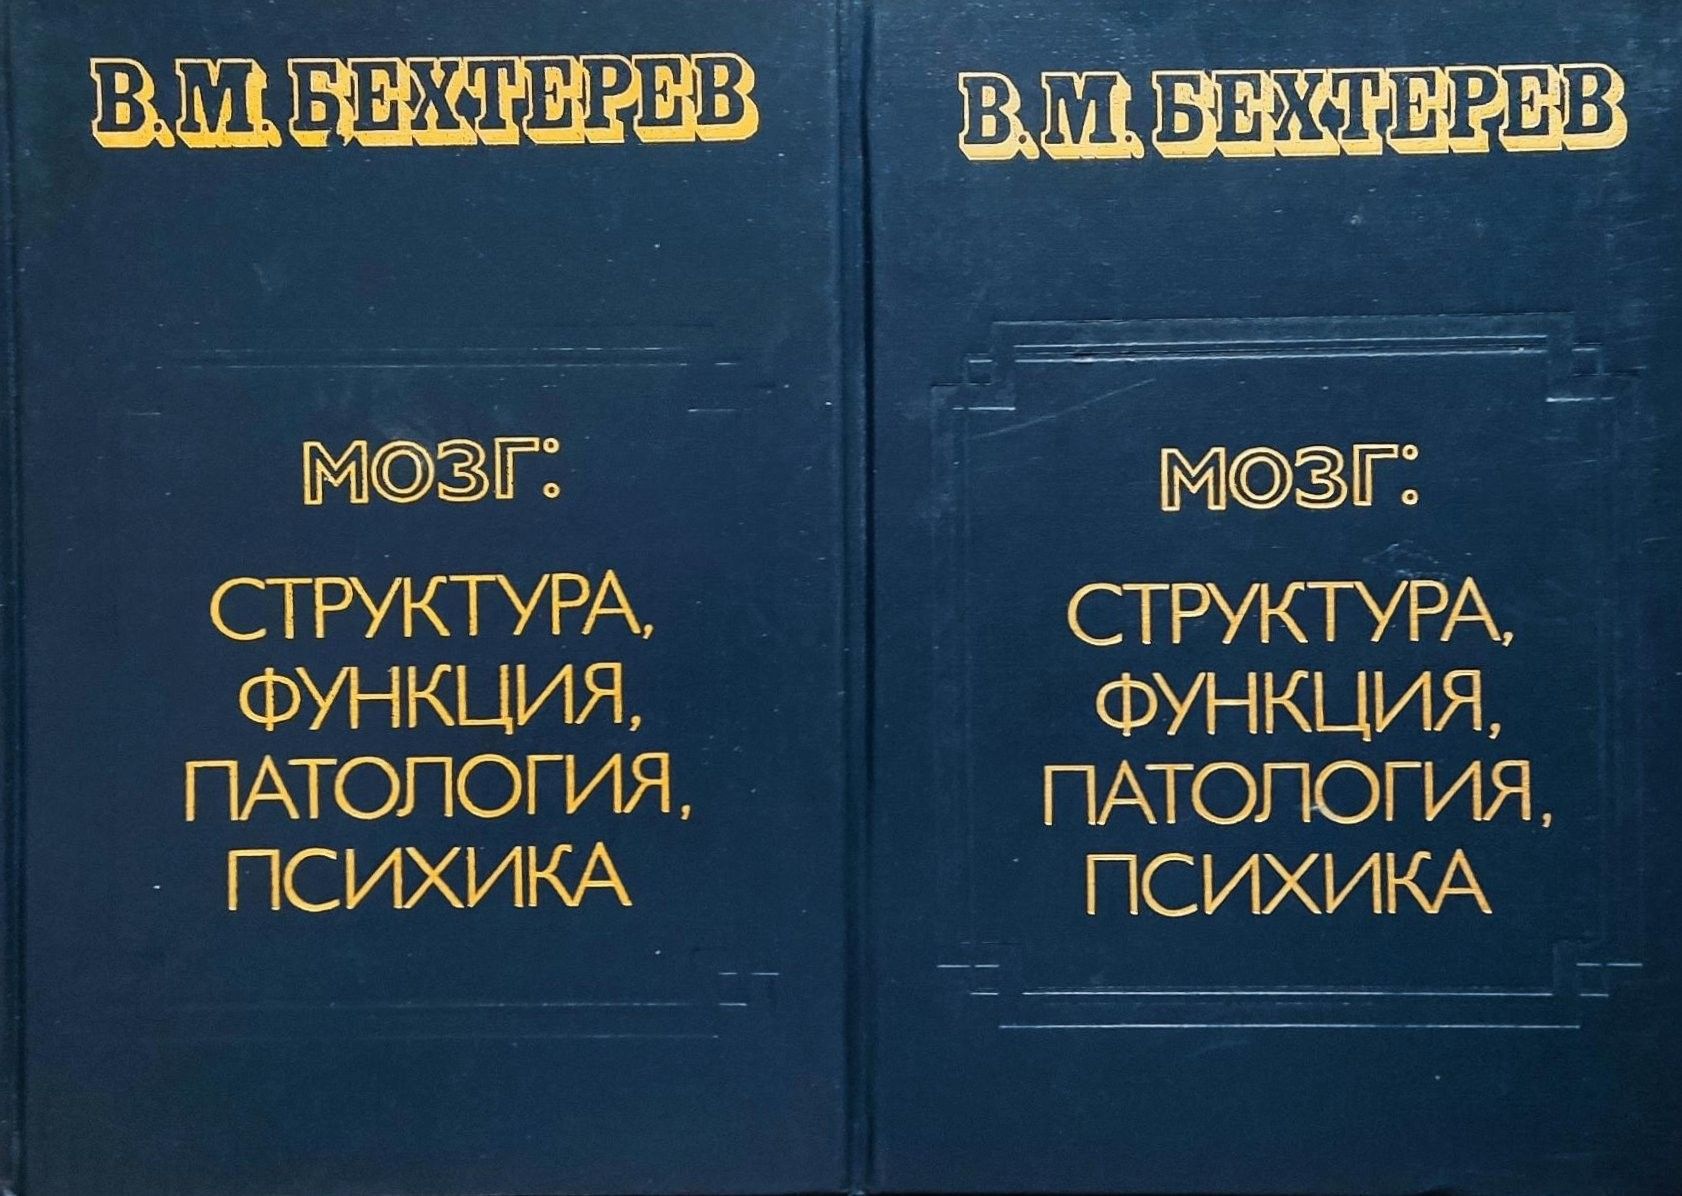 В.М. БЕХТЕРЕВ
МОЗГ:
СТРУКТУРА,
ФУНКЦИЯ,
ПАТОЛОГИЯ,
ПСИХИКА
В.М. БЕХТЕРЕВ
МОЗГ:
СТРУКТУРА,
ФУНКЦИЯ,
ПАТОЛОГИЯ,
ПСИХИКА